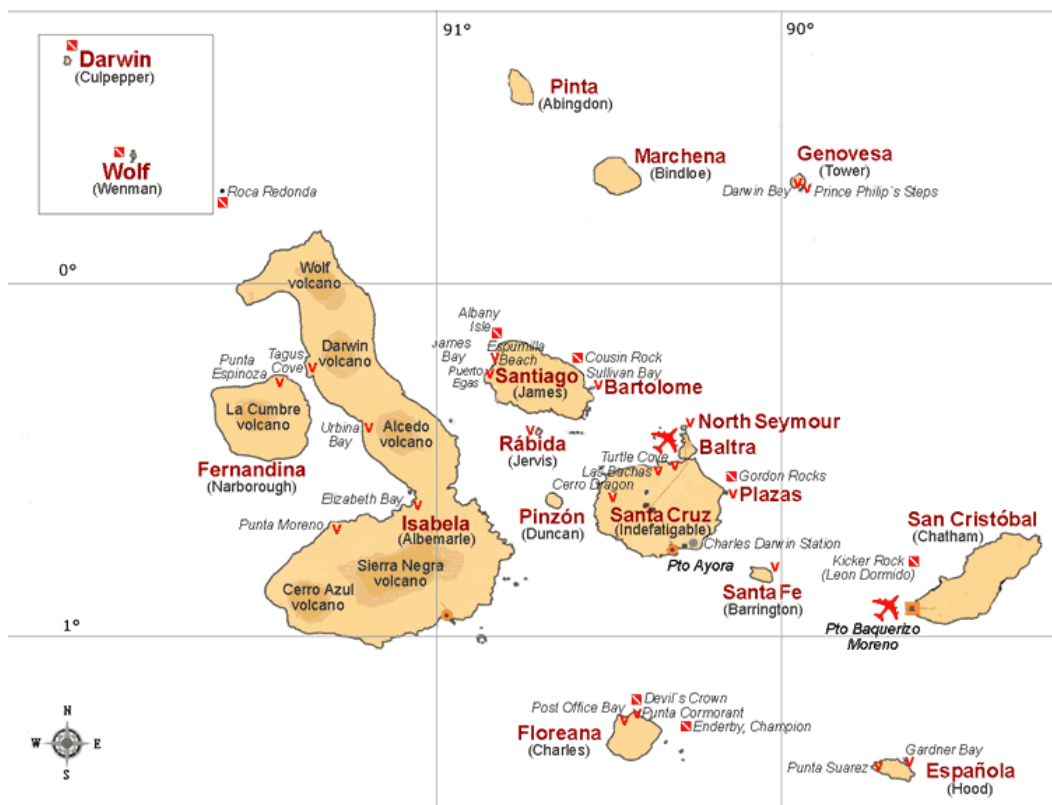 91°
90°
Darwin
(Culpepper)
Wolf
(Wenman)
Roca Redonda
Pinta
(Abingdon)
Marchena
(Bindloe)
Genovesa
(Tower)
Darwin Bay
Prince Philip`s Steps
0°
Wolf
volcano
Darwin
volcano
Tagus
Cove
Punta
Espinoza
La Cumbre
volcano
Urbina
Bay
Alcedo
volcano
Fernandina
(Narborough)
Elizabeth Bay
Punta Moreno
Isabela
(Albemarle)
Sierra Negra
volcano
Cerro Azul
volcano
Albany
Isle
James
Bay
Espumilla
Beach
Puerto
Egas
Santiago
(James)
Cousin Rock
Sullivan Bay
Bartolome
Rábida
(Jervis)
North Seymour
Baltra
Turtle Cove
Las Bachas
Cerro Dragon
Gordon Rocks
Plazas
Pinzón
(Duncan)
Santa Cruz
(Indefatigable)
Charles Darwin Station
Pto Ayora
Santa Fe
(Barrington)
San Cristóbal
(Chatham)
Kicker Rock
(Leon Dormido)
Pto Baquerizo
Moreno
1°
Devil`s Crown
Post Office Bay
Punta Cormorant
Enderby, Champion
Floreana
(Charles)
Gardner Bay
Punta Suarez
Española
(Hood)
N
W E
S